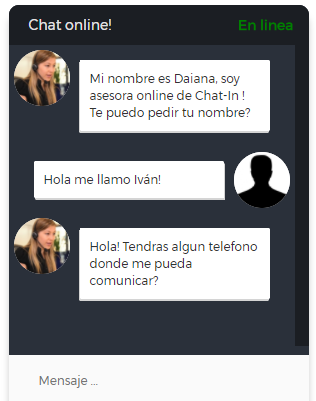 Chat online!
En linea
Mi nombre es Daiana, soy
asesora online de Chat-In !
Te puedo pedir tu nombre?
Hola me llamo Iván!
Hola! Tendras algun telefono
donde me pueda
comunicar?
Mensaje ...